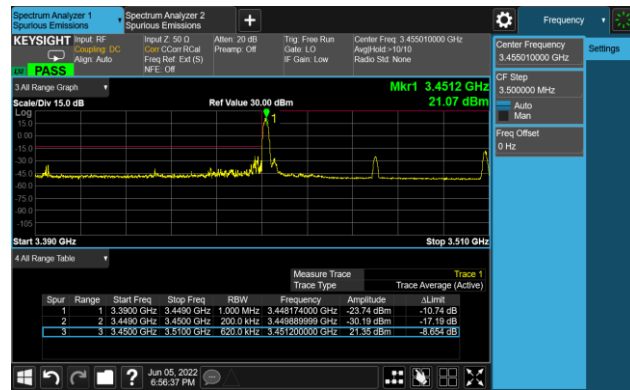 Spectrum Analyzer 1
Spurious Emissions
Spectrum Analyzer 2
Spurious Emissions
Frequency
KEYSIGHT
Input: RF
Coupling: DC
Align: Auto
Input Z: 50 Ω
Corr CCorr RCal
Freq Ref: Ext (S)
NFE: Off
Atten: 20 dB
Preamp: Off
Trig: Free Run
Gate: LO
IF Gain: Low
Center Freq: 3.455010000 GHz
Avg|Hold:>10/10
Radio Std: None
PASS
Center Frequency
3.455010000 GHz
Settings
CF Step
3.500000 MHz
Auto
Man
Freq Offset
0 Hz
3 All Range Graph
Mkr1 3.4512 GHz
Scale/Div 15.0 dB
Ref Value 30.00 dBm
21.07 dBm
Log
15.0
0.00
-15.0
-30.0
-45.0
-60.0
-75.0
-90.0
-105
1
Start 3.390 GHz
Stop 3.510 GHz
4 All Range Table
Measure Trace Trace 1
Trace Type Trace Average (Active)
Spur Range Start Freq Stop Freq RBW Frequency Amplitude ΔLimit
1 1 3.3900 GHz 3.4490 GHz 1.000 MHz 3.448174000 GHz -23.74 dBm -10.74 dB
2 2 3.4490 GHz 3.4500 GHz 200.0 kHz 3.449889999 GHz -30.19 dBm -17.19 dB
3 3 3.4500 GHz 3.5100 GHz 620.0 kHz 3.451200000 GHz 21.35 dBm -8.654 dB
Jun 05, 2022
6:56:37 PM